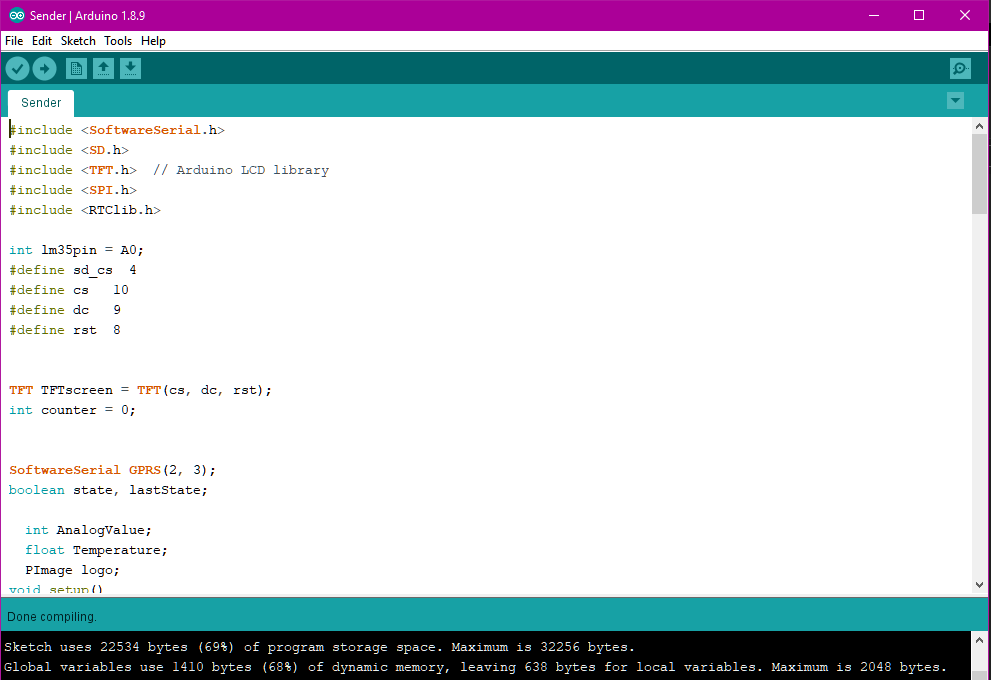 Sender | Arduino 1.8.9
File Edit Sketch Tools Help
Sender
#include <SoftwareSerial.h>
#include <SD.h>
#include <TFT.h>  // Arduino LCD library
#include <SPI.h>
#include <RTClib.h>
int lm35pin = A0;
#define sd_cs  4
#define cs   10
#define dc   9
#define rst  8
TFT TFTscreen = TFT(cs, dc, rst);
int counter = 0;
SoftwareSerial GPRS(2, 3);
boolean state, lastState;
  int AnalogValue;
  float Temperature;
  PImage logo;
void setup()
Done compiling.
Sketch uses 22534 bytes (69%) of program storage space. Maximum is 32256 bytes.
Global variables use 1410 bytes (68%) of dynamic memory, leaving 638 bytes for local variables. Maximum is 2048 bytes.